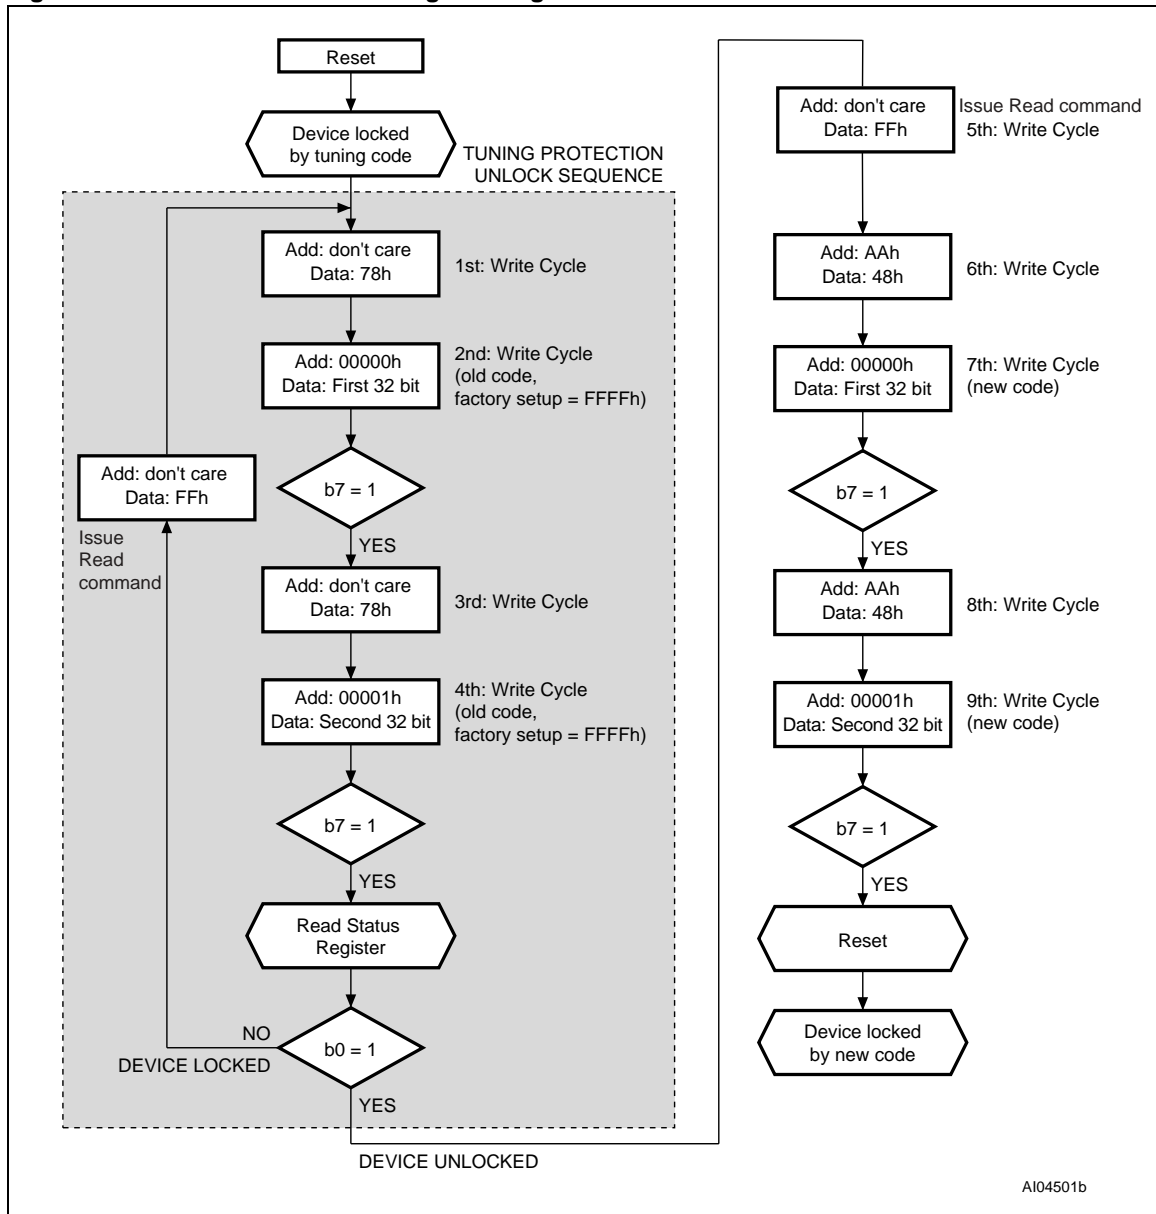 Reset
Device locked
by tuning code
TUNING PROTECTION
UNLOCK SEQUENCE
Add: don't care
Data: 78h
1st: Write Cycle
Add: 00000h
Data: First 32 bit
2nd: Write Cycle
(old code,
factory setup = FFFFh)
b7 = 1
YES
Add: don't care
Data: FFh
Issue
Read
command
Add: don't care
Data: 78h
3rd: Write Cycle
Add: 00001h
Data: Second 32 bit
4th: Write Cycle
(old code,
factory setup = FFFFh)
b7 = 1
YES
Read Status
Register
b0 = 1
NO
DEVICE LOCKED
YES
DEVICE UNLOCKED
Add: don't care
Data: FFh
Issue Read command
5th: Write Cycle
Add: AAh
Data: 48h
6th: Write Cycle
Add: 00000h
Data: First 32 bit
7th: Write Cycle
(new code)
b7 = 1
YES
Add: AAh
Data: 48h
8th: Write Cycle
Add: 00001h
Data: Second 32 bit
9th: Write Cycle
(new code)
b7 = 1
YES
Reset
Device locked
by new code
AI04501b